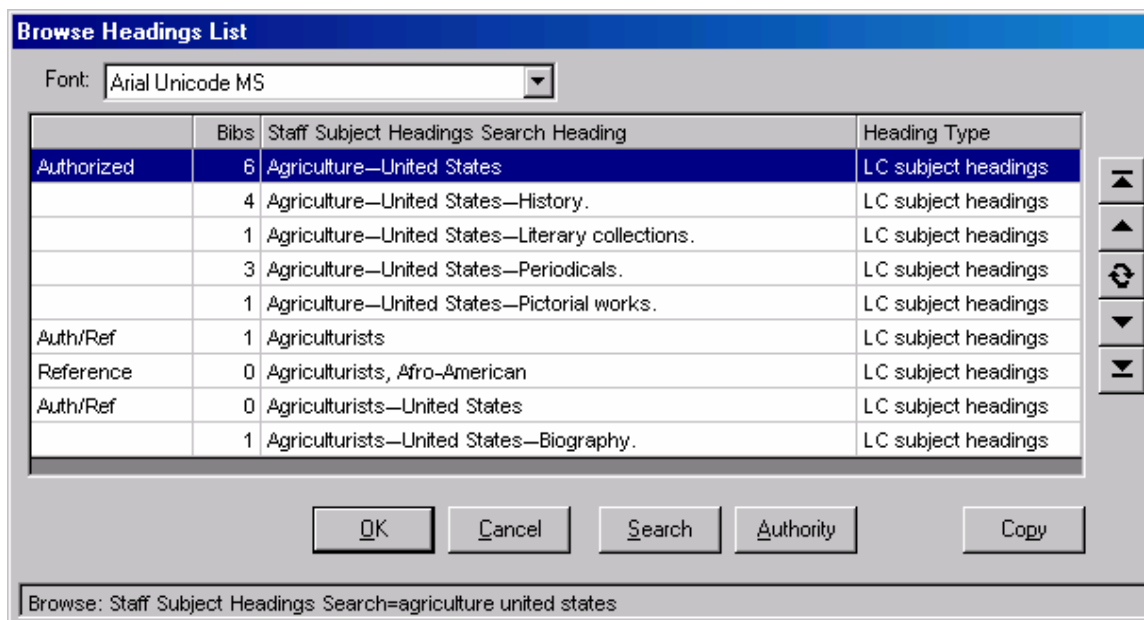 Browse Headings List
Font: Arial Unicode MS
Bibs Staff Subject Headings Search Heading Heading Type
Authorized 6 Agriculture—United States LC subject headings
4 Agriculture—United States—History. LC subject headings
1 Agriculture—United States—Literary collections. LC subject headings
3 Agriculture—United States—Periodicals. LC subject headings
1 Agriculture—United States—Pictorial works. LC subject headings
Auth/Ref 1 Agriculturists LC subject headings
Reference 0 Agriculturists, Afro-American LC subject headings
Auth/Ref 0 Agriculturists—United States LC subject headings
1 Agriculturists—United States—Biography. LC subject headings
OK Cancel Search Authority Copy
Browse: Staff Subject Headings Search=agriculture united states